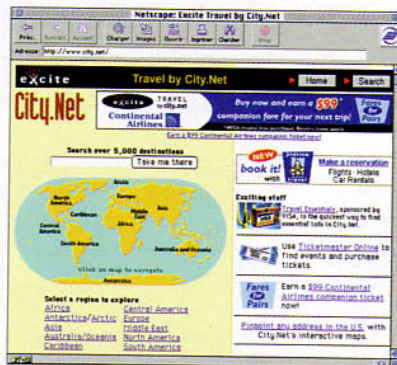 Netscape: Excite Travel by City.Net
Préc.
Charger
Images
Ouvrir
Imprimer
Chercher
Stop
Adresse: http://www.city.net/
excite
Travel by City.Net
Home
Search
City.Net
excite TRAVEL
by city.net
Continental
Airlines
Buy now and earn a $99*
companion fare for your next trip!
Fares
for
Pairs
Earn a $99 Continental Airlines companion ticket now!
Search over 5,000 destinations
Take me there
Arctic
North
America
Europe
Asia
Middle
East
Caribbean
Africa
Central
America
South
America
Australia and Oceania
click on map to navigate
Antarctica
Select a region to explore
Africa
Antarctica/Arctic
Asia
Australia/Oceania
Caribbean
Central America
Europe
Middle East
North America
South America
NEW
book it!
with
preview
travel
Make a reservation
Flights · Hotels
Car Rentals
Exciting stuff
Travel Essentials, sponsored by
VISA, is the quickest way to find
essential info in City.Net.
Use Ticketmaster Online to
find events and purchase
tickets.
Fares
for
Pairs
Earn a $99 Continental
Airlines companion ticket
now!
Pinpoint any address in the U.S. with
City.Net's interactive maps.